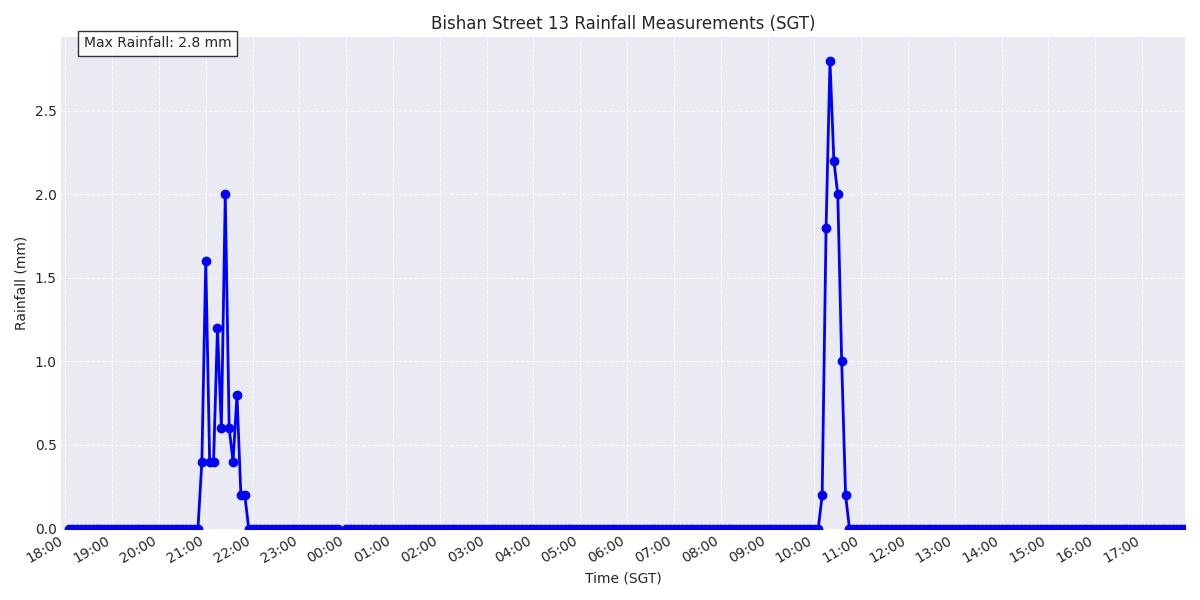 Bishan Street 13 Rainfall Measurements (SGT)
Max Rainfall: 2.8 mm
Rainfall (mm)
2.5
2.0
1.5
1.0
0.5
0.0
18:00 19:00 20:00 21:00 22:00 23:00 00:00 01:00 02:00 03:00 04:00 05:00 06:00 07:00 08:00 09:00 10:00 11:00 12:00 13:00 14:00 15:00 16:00 17:00
Time (SGT)